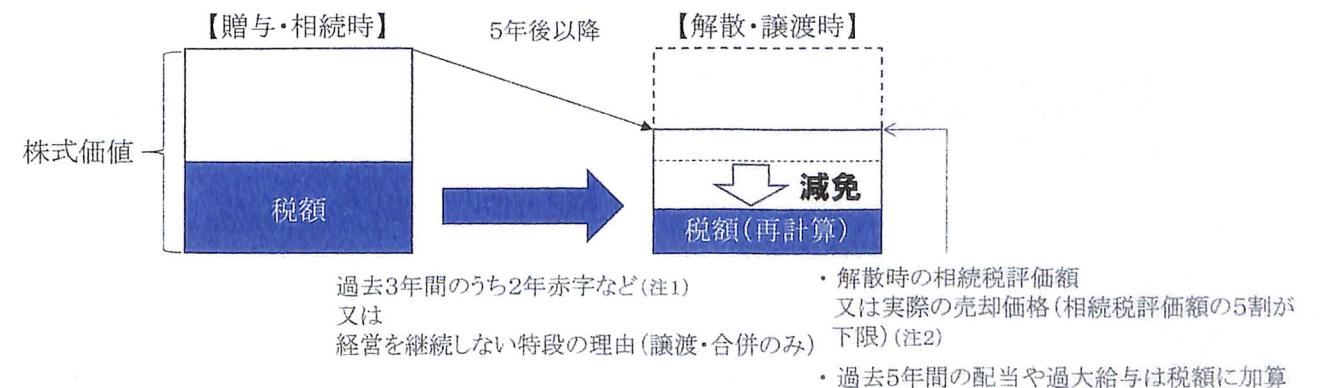 【贈与・相続時】
5年後以降
【解散・譲渡時】
株式価値
税額
減免
税額(再計算)
過去3年間のうち2年赤字など(注1)
又は
経営を継続しない特段の理由(譲渡・合併のみ)
・解散時の相続税評価額
又は実際の売却価格(相続税評価額の5割が
下限)(注2)
・過去5年間の配当や過大給与は税額に加算